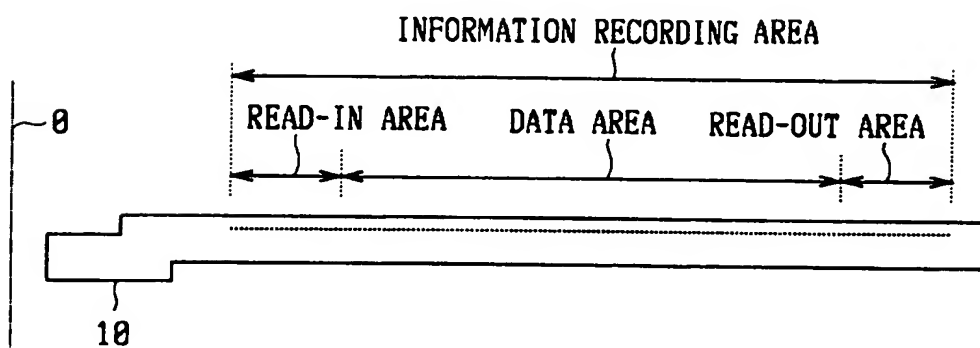 INFORMATION RECORDING AREA
0
READ-IN AREA DATA AREA READ-OUT AREA
10